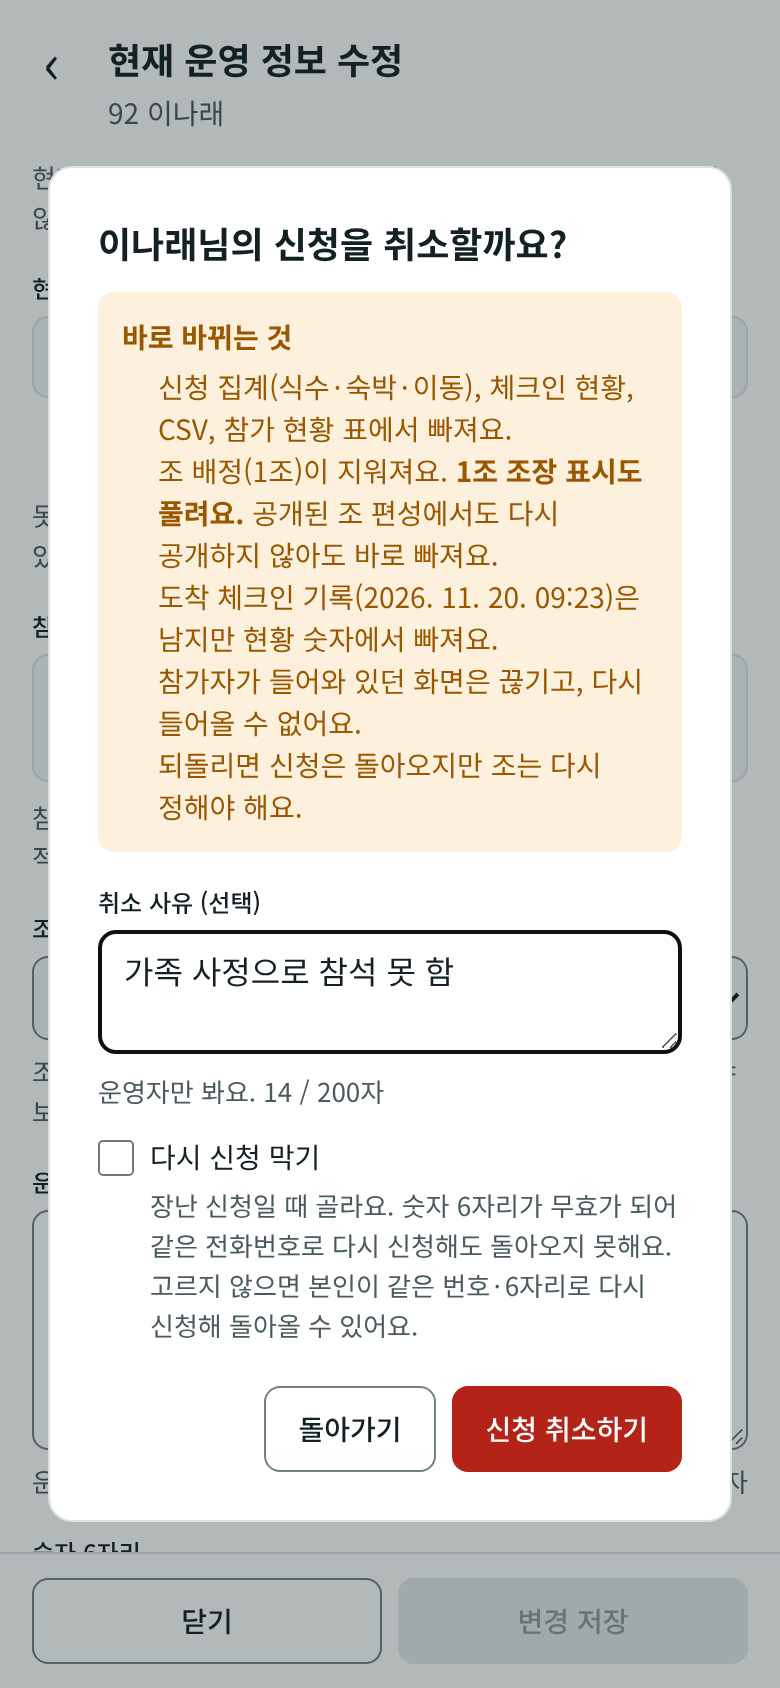 현재 운영 정보 수정
92 이나래
이나래님의 신청을 취소할까요?
바로 바뀌는 것
신청 집계(식수·숙박·이동), 체크인 현황,
CSV, 참가 현황 표에서 빠져요.
조 배정(1조)이 지워져요. 1조 조장 표시도
풀려요. 공개된 조 편성에서도 다시
공개하지 않아도 바로 빠져요.
도착 체크인 기록(2026. 11. 20. 09:23)은
남지만 현황 숫자에서 빠져요.
참가자가 들어와 있던 화면은 끊기고, 다시
들어올 수 없어요.
되돌리면 신청은 돌아오지만 조는 다시
정해야 해요.
취소 사유 (선택)
가족 사정으로 참석 못 함
운영자만 봐요. 14 / 200자
다시 신청 막기
장난 신청일 때 골라요. 숫자 6자리가 무효가 되어
같은 전화번호로 다시 신청해도 돌아오지 못해요.
고르지 않으면 본인이 같은 번호·6자리로 다시
신청해 돌아올 수 있어요.
돌아가기
신청 취소하기
숫자 6자리
닫기
변경 저장